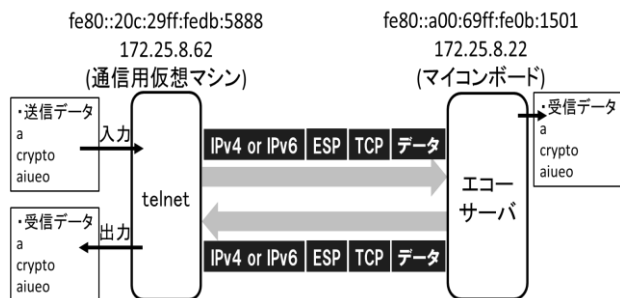 fe80::20c:29ff:fedb:5888
172.25.8.62
(通信用仮想マシン)
fe80::a00:69ff:fe0b:1501
172.25.8.22
(マイコンボード)
・送信データ
a
crypto
aiueo
入力
telnet
IPv4 or IPv6 ESP TCP データ
エコー
サーバ
・受信データ
a
crypto
aiueo
・受信データ
a
crypto
aiueo
出力
IPv4 or IPv6 ESP TCP データ